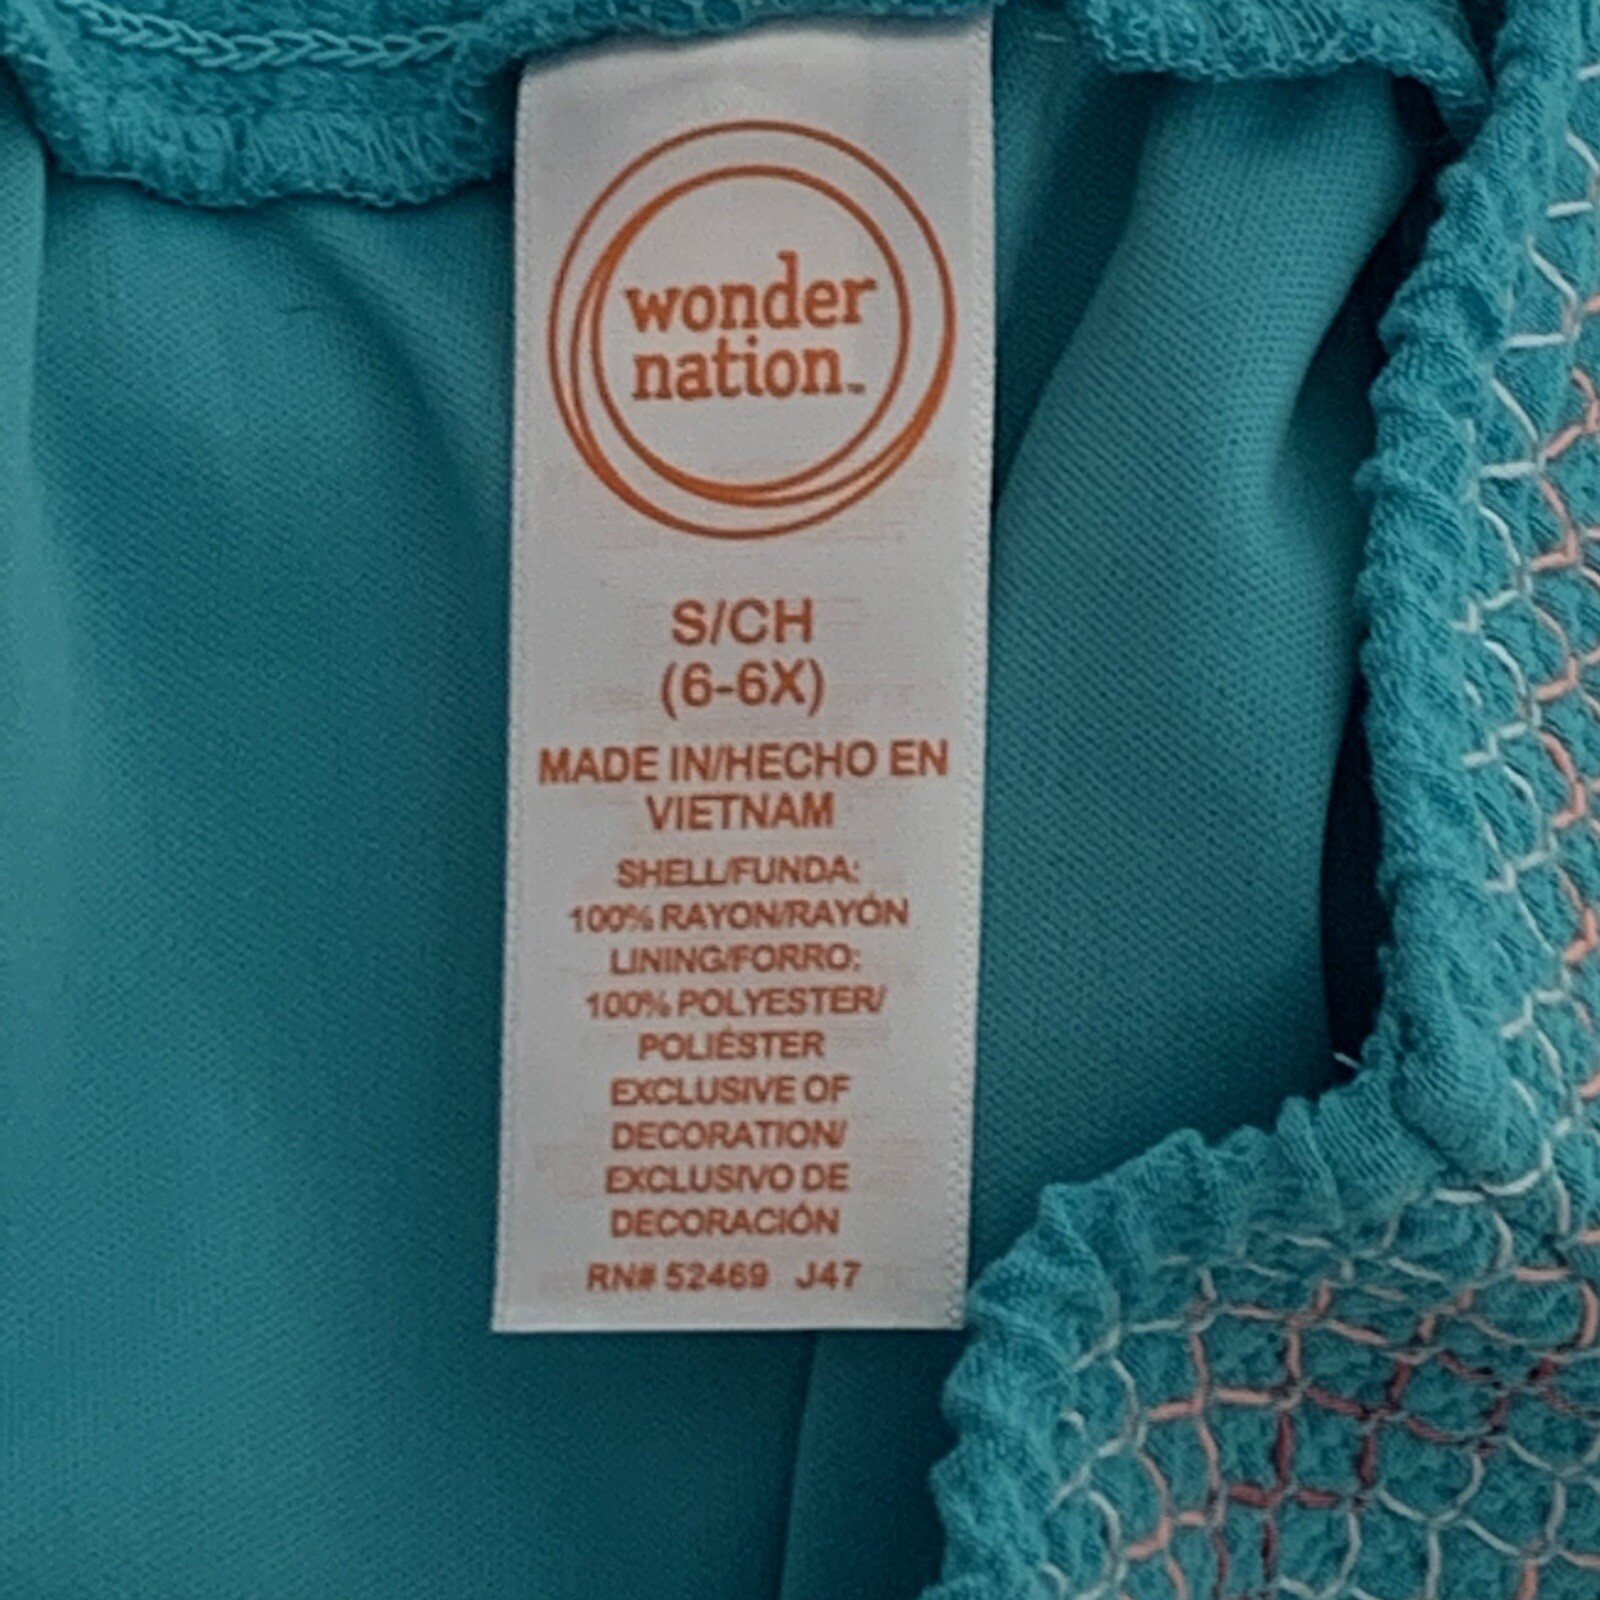 wonder
nation™
S/CH
(6-6X)
MADE IN/HECHO EN
VIETNAM
SHELL/FUNDA:
100% RAYON/RAYÓN
LINING/FORRO:
100% POLYESTER/
POLIÉSTER
EXCLUSIVE OF
DECORATION/
EXCLUSIVO DE
DECORACIÓN
RN# 52469 J47